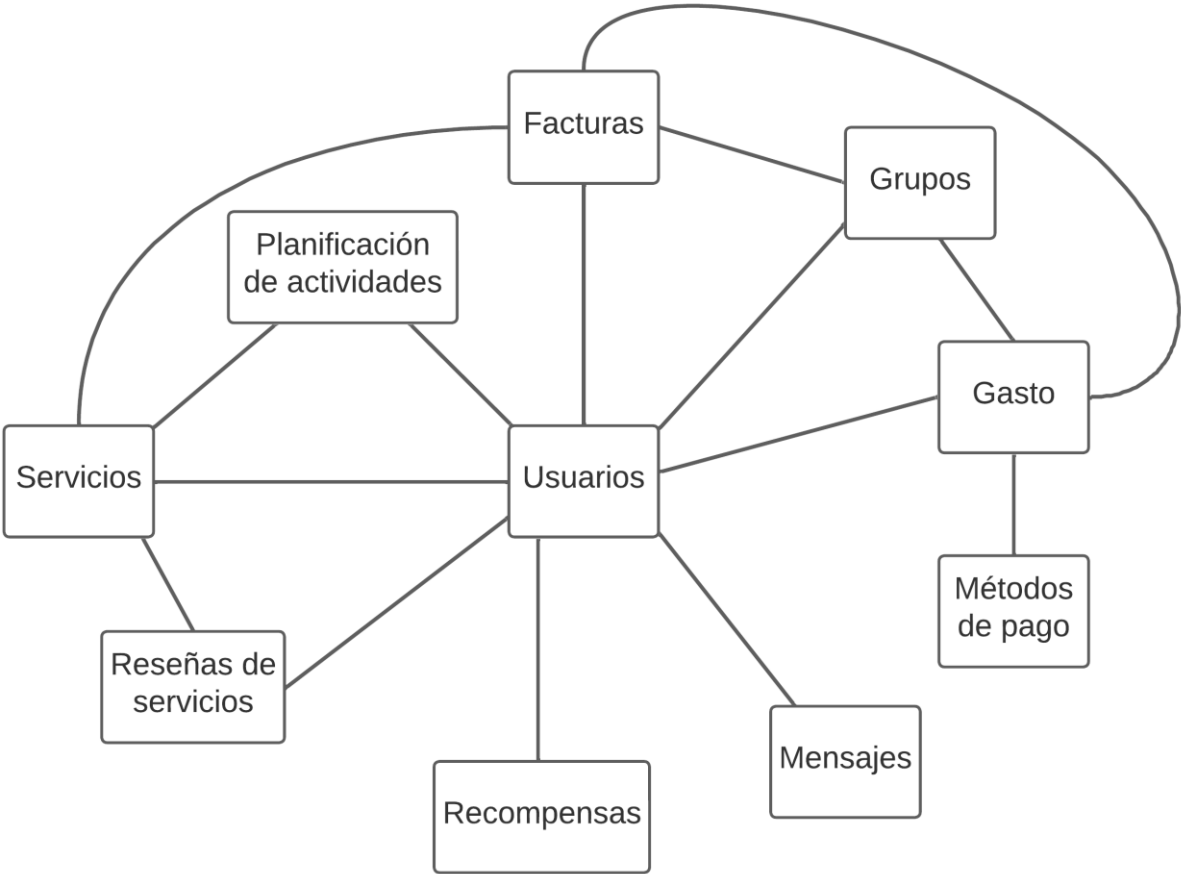 Facturas
Grupos
Planificación
de actividades
Gasto
Servicios
Usuarios
Métodos
de pago
Reseñas de
servicios
Mensajes
Recompensas